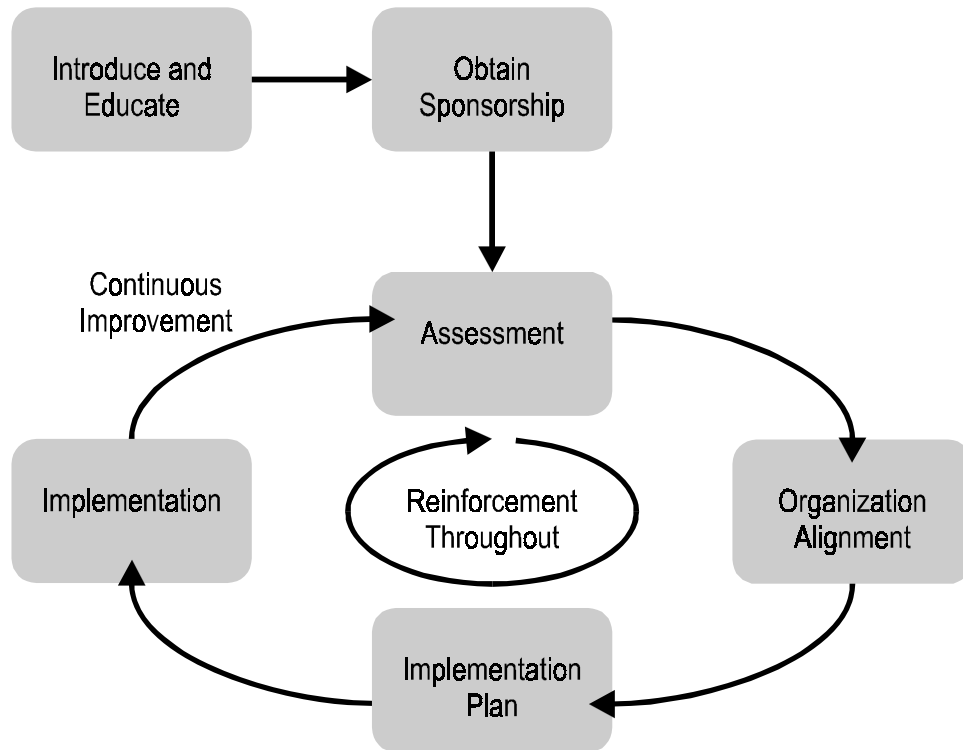 Introduce and
Educate
Obtain
Sponsorship
Continuous
Improvement
Assessment
Implementation
Reinforcement
Throughout
Organization
Alignment
Implementation
Plan